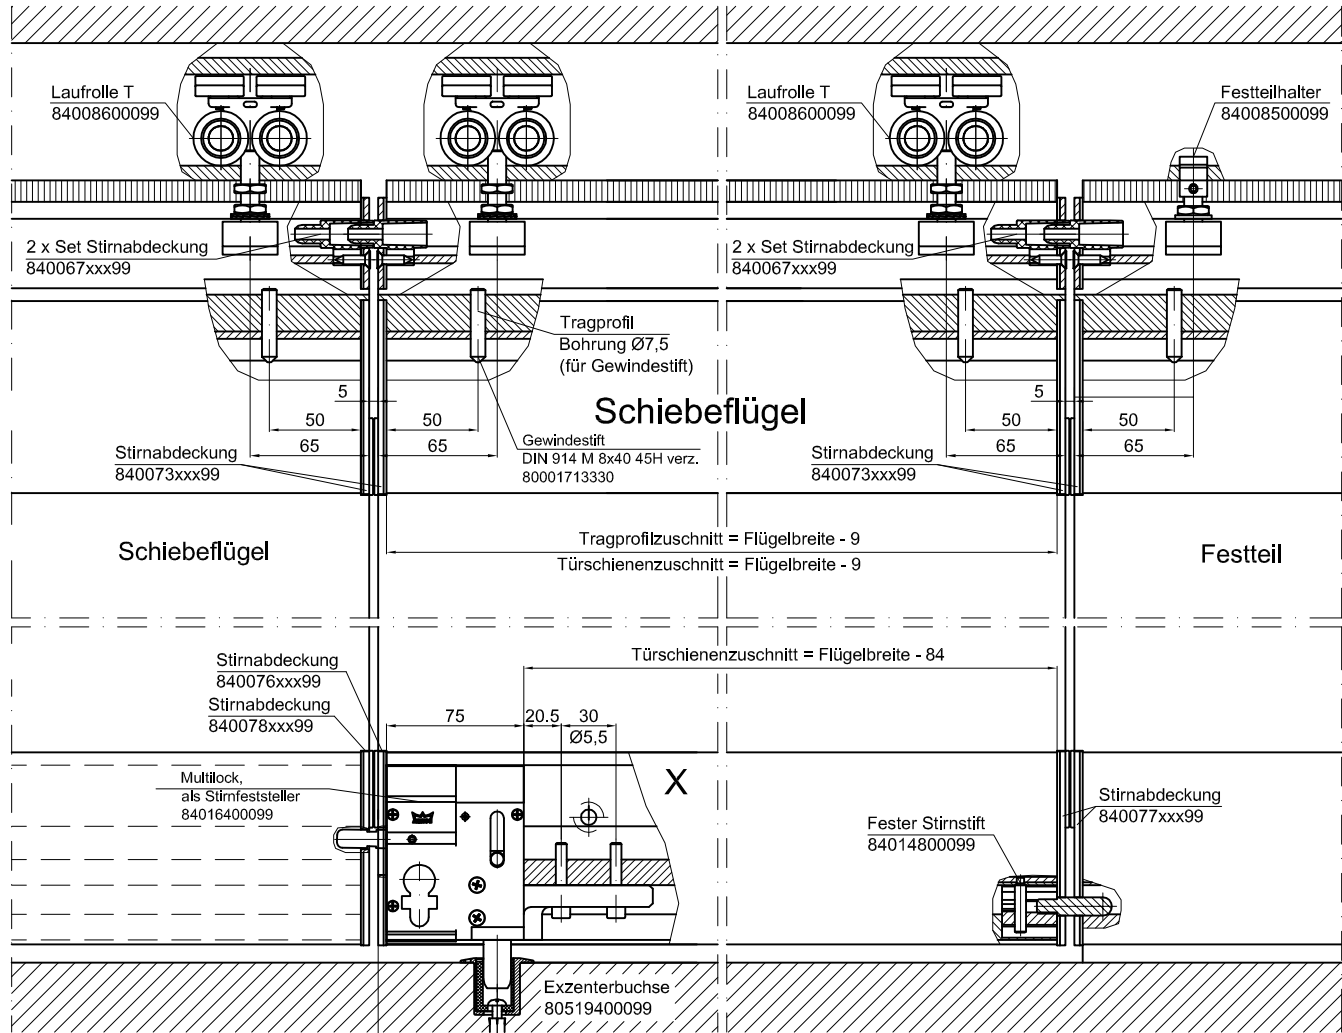 Laufrolle T
84008600099
Laufrolle T
84008600099
Festteilhalter
84008500099
2 x Set Stirnabdeckung
840067xxx99
2 x Set Stirnabdeckung
840067xxx99
Tragprofil
Bohrung Ø7,5
(für Gewindestift)
5
5
Schiebeflügel
50
50
50
50
65
65
65
65
Gewindestift
DIN 914 M 8x40 45H verz.
80001713330
Stirnabdeckung
840073xxx99
Stirnabdeckung
840073xxx99
Schiebeflügel
Tragprofilzuschnitt = Flügelbreite - 9
Türschienenzuschnitt = Flügelbreite - 9
Festteil
Türschienenzuschnitt = Flügelbreite - 84
Stirnabdeckung
840076xxx99
Stirnabdeckung
840078xxx99
75
20.5
30
Ø5,5
Multilock,
als Stirnfeststeller
84016400099
X
Stirnabdeckung
840077xxx99
Fester Stirnstift
84014800099
Exzenterbuchse
80519400099